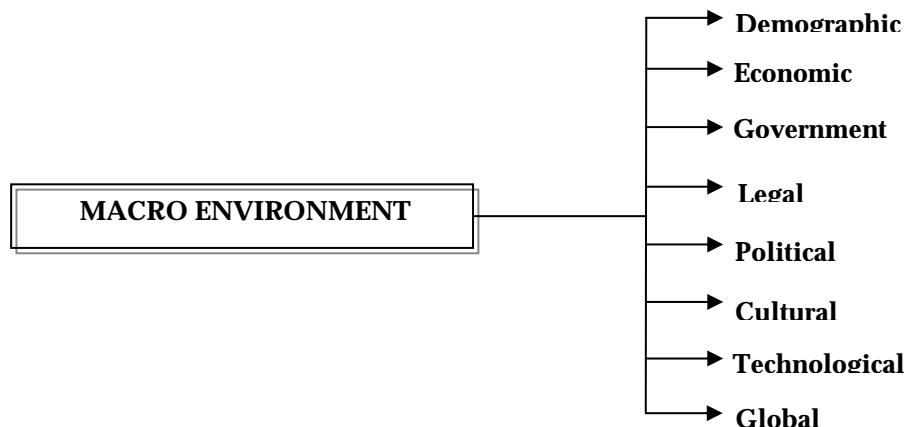 Demographic
Economic
Government
Legal
MACRO ENVIRONMENT
Political
Cultural
Technological
Global